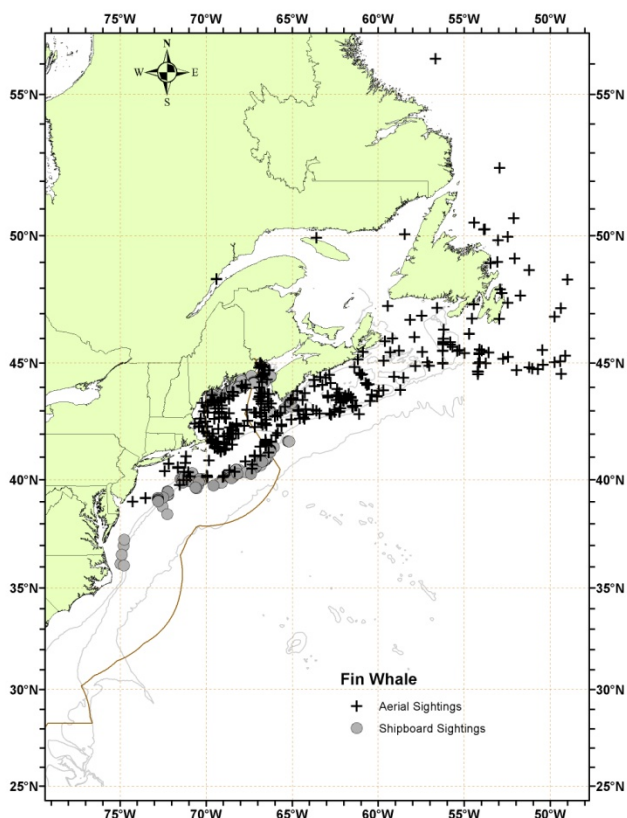 75°W 70°W 65°W 60°W 55°W 50°W
N
W E
S
55°N 55°N
50°N 50°N
45°N 45°N
40°N 40°N
35°N 35°N
30°N 30°N
25°N 25°N
Fin Whale
Aerial Sightings
Shipboard Sightings
75°W 70°W 65°W 60°W 55°W 50°W